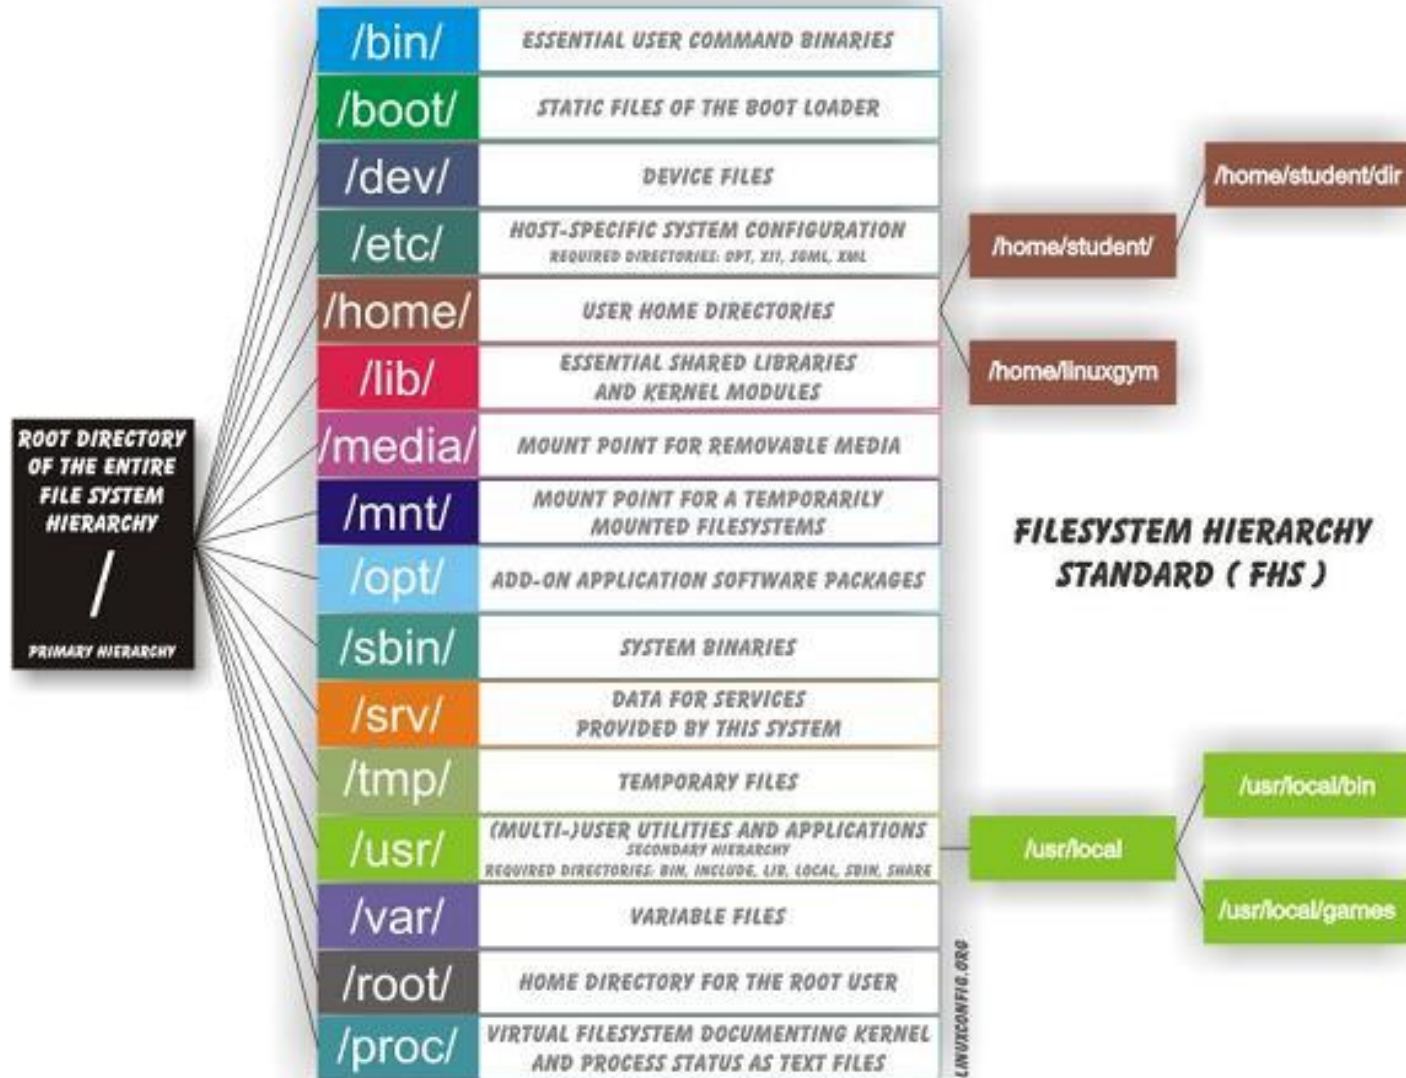 ROOT DIRECTORY
OF THE ENTIRE
FILE SYSTEM
HIERARCHY
/
PRIMARY HIERARCHY
/bin/
ESSENTIAL USER COMMAND BINARIES
/boot/
STATIC FILES OF THE BOOT LOADER
/dev/
DEVICE FILES
/etc/
HOST-SPECIFIC SYSTEM CONFIGURATION
REQUIRED DIRECTORIES: OPT, X11, SGML, XML
/home/
USER HOME DIRECTORIES
/lib/
ESSENTIAL SHARED LIBRARIES
AND KERNEL MODULES
/media/
MOUNT POINT FOR REMOVABLE MEDIA
/mnt/
MOUNT POINT FOR A TEMPORARILY
MOUNTED FILESYSTEMS
/opt/
ADD-ON APPLICATION SOFTWARE PACKAGES
/sbin/
SYSTEM BINARIES
/srv/
DATA FOR SERVICES
PROVIDED BY THIS SYSTEM
/tmp/
TEMPORARY FILES
/usr/
(MULTI-)USER UTILITIES AND APPLICATIONS
SECONDARY HIERARCHY
REQUIRED DIRECTORIES: BIN, INCLUDE, LIB, LOCAL, SBIN, SHARE
/var/
VARIABLE FILES
/root/
HOME DIRECTORY FOR THE ROOT USER
/proc/
VIRTUAL FILESYSTEM DOCUMENTING KERNEL
AND PROCESS STATUS AS TEXT FILES
/home/student/
/home/student/dir
/home/linuxgym
FILESYSTEM HIERARCHY
STANDARD ( FHS )
/usr/local
/usr/local/bin
/usr/local/games
LINUXCONFIG.ORG